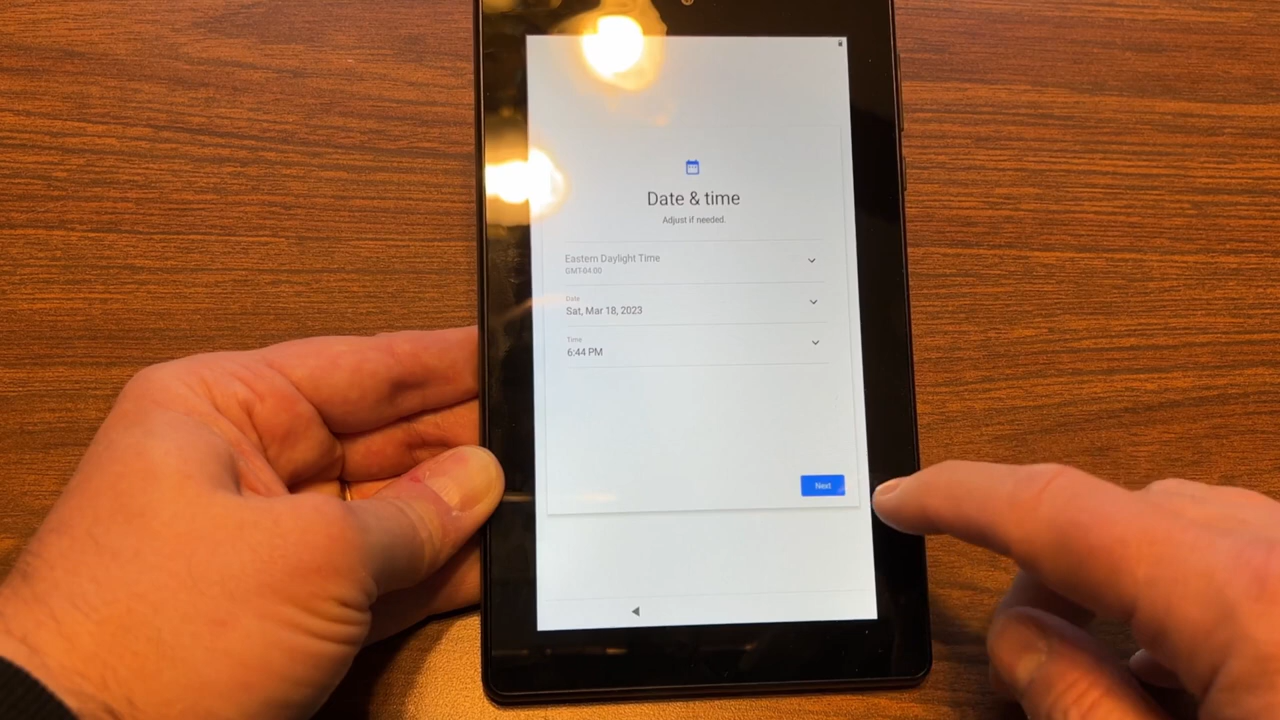 Date & time
Adjust if needed.
Eastern Daylight Time
GMT-04:00
Date
Sat, Mar 18, 2023
Time
6:44 PM
Next